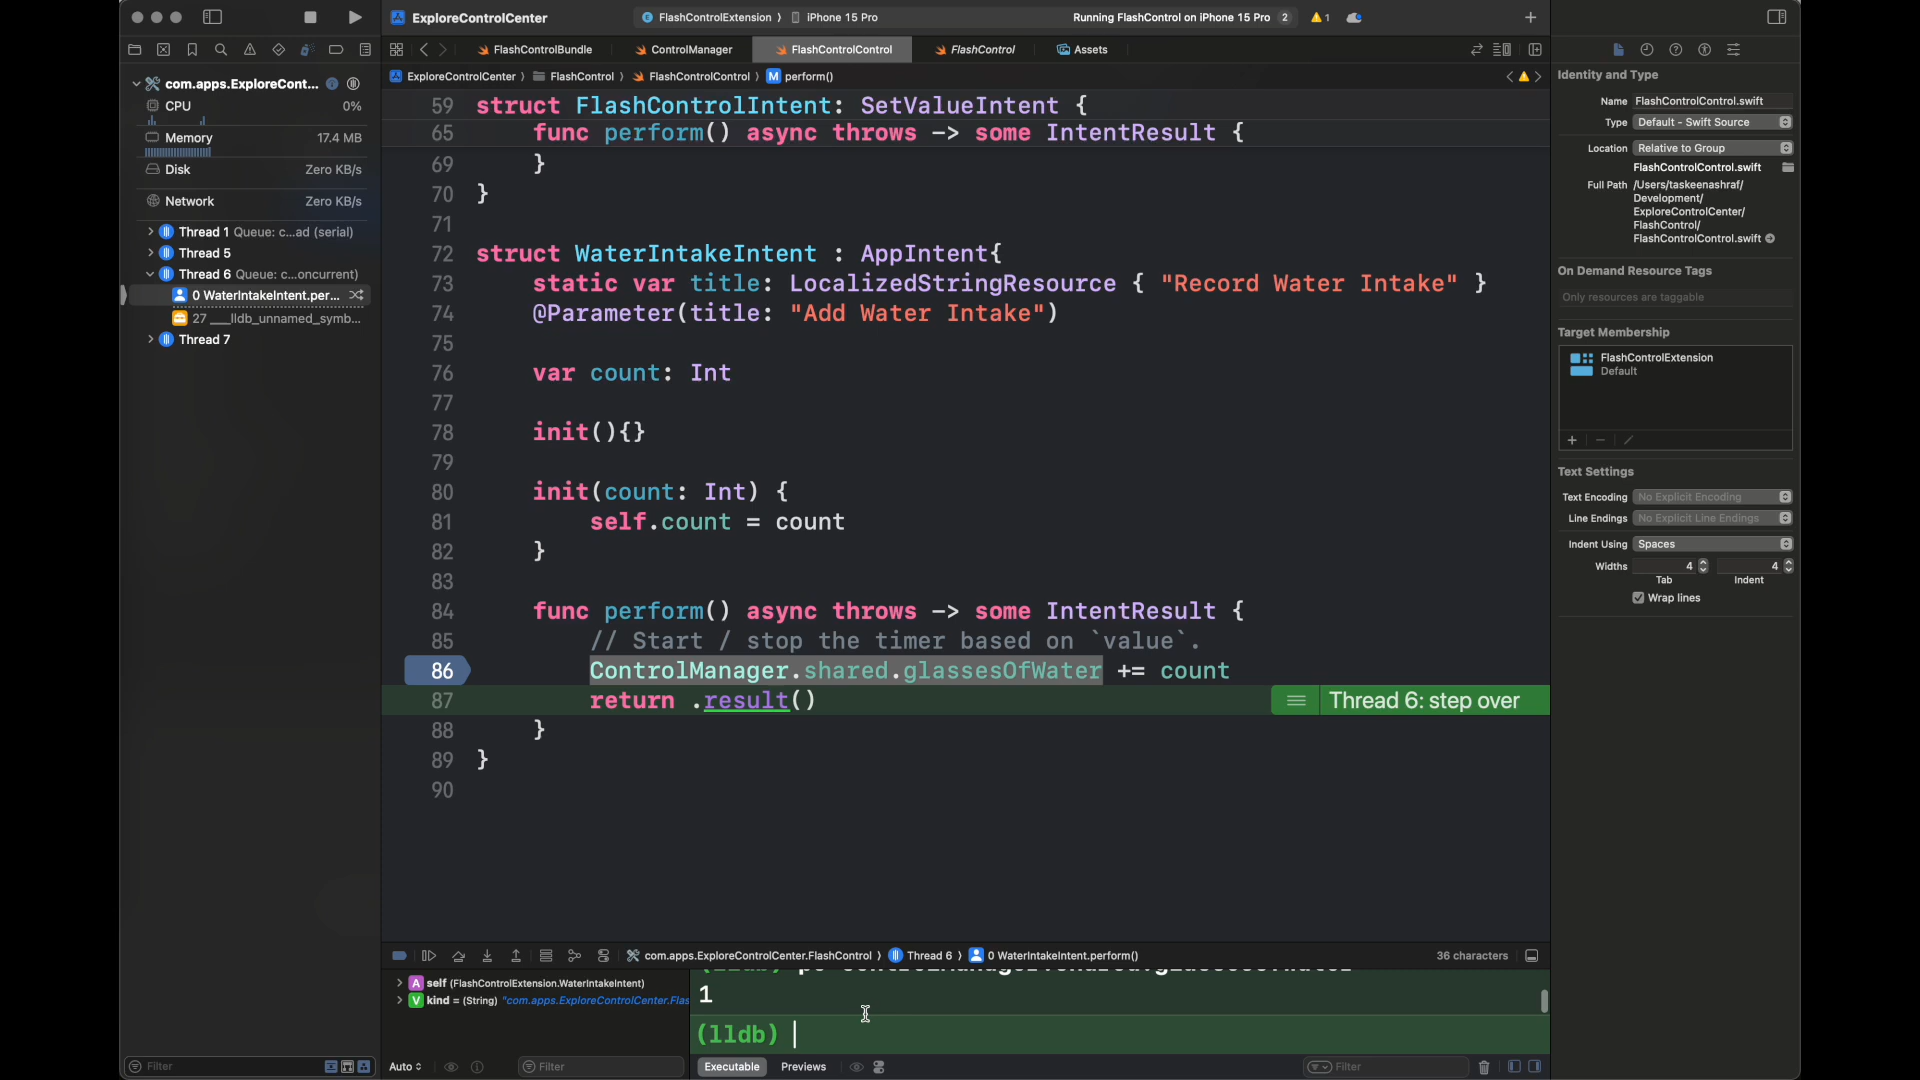 ExploreControlCenter
FlashControlExtension
iPhone 15 Pro
Running FlashControl on iPhone 15 Pro
2
1
FlashControlBundle
ControlManager
FlashControlControl
FlashControl
Assets
ExploreControlCenter
FlashControl
FlashControlControl
M perform()
com.apps.ExploreCont...
CPU 0%
Memory 17.4 MB
Disk Zero KB/s
Network Zero KB/s
Thread 1 Queue: c...ad (serial)
Thread 5
Thread 6 Queue: c...oncurrent)
0 WaterIntakeIntent.per...
27 ___lldb_unnamed_symb...
Thread 7
Filter
59 struct FlashControlIntent: SetValueIntent {
65 func perform() async throws -> some IntentResult {
69 }
70 }
71
72 struct WaterIntakeIntent : AppIntent{
73 static var title: LocalizedStringResource { "Record Water Intake" }
74 @Parameter(title: "Add Water Intake")
75
76 var count: Int
77
78 init(){}
79
80 init(count: Int) {
81 self.count = count
82 }
83
84 func perform() async throws -> some IntentResult {
85 // Start / stop the timer based on `value`.
86 ControlManager.shared.glassesOfWater += count
87 return .result()
Thread 6: step over
88 }
89 }
90
com.apps.ExploreControlCenter.FlashControl
Thread 6
0 WaterIntakeIntent.perform()
36 characters
A self (FlashControlExtension.WaterIntakeIntent)
V kind = (String) "com.apps.ExploreControlCenter.Flas
1
(lldb)
Auto
Filter
Executable
Previews
Filter
Identity and Type
Name FlashControlControl.swift
Type Default - Swift Source
Location Relative to Group
FlashControlControl.swift
Full Path /Users/taskeenashraf/
Development/
ExploreControlCenter/
FlashControl/
FlashControlControl.swift
On Demand Resource Tags
Only resources are taggable
Target Membership
FlashControlExtension
Default
Text Settings
Text Encoding No Explicit Encoding
Line Endings No Explicit Line Endings
Indent Using Spaces
Widths 4 4
Tab Indent
Wrap lines